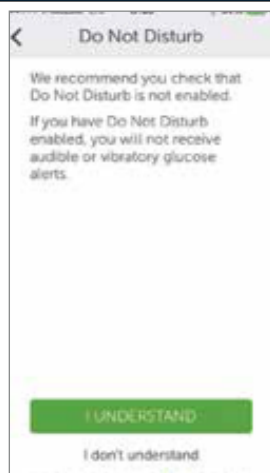 Do Not Disturb
We recommend you check that
Do Not Disturb is not enabled.
If you have Do Not Disturb
enabled, you will not receive
audible or vibratory glucose
alerts.
I UNDERSTAND
I don't understand